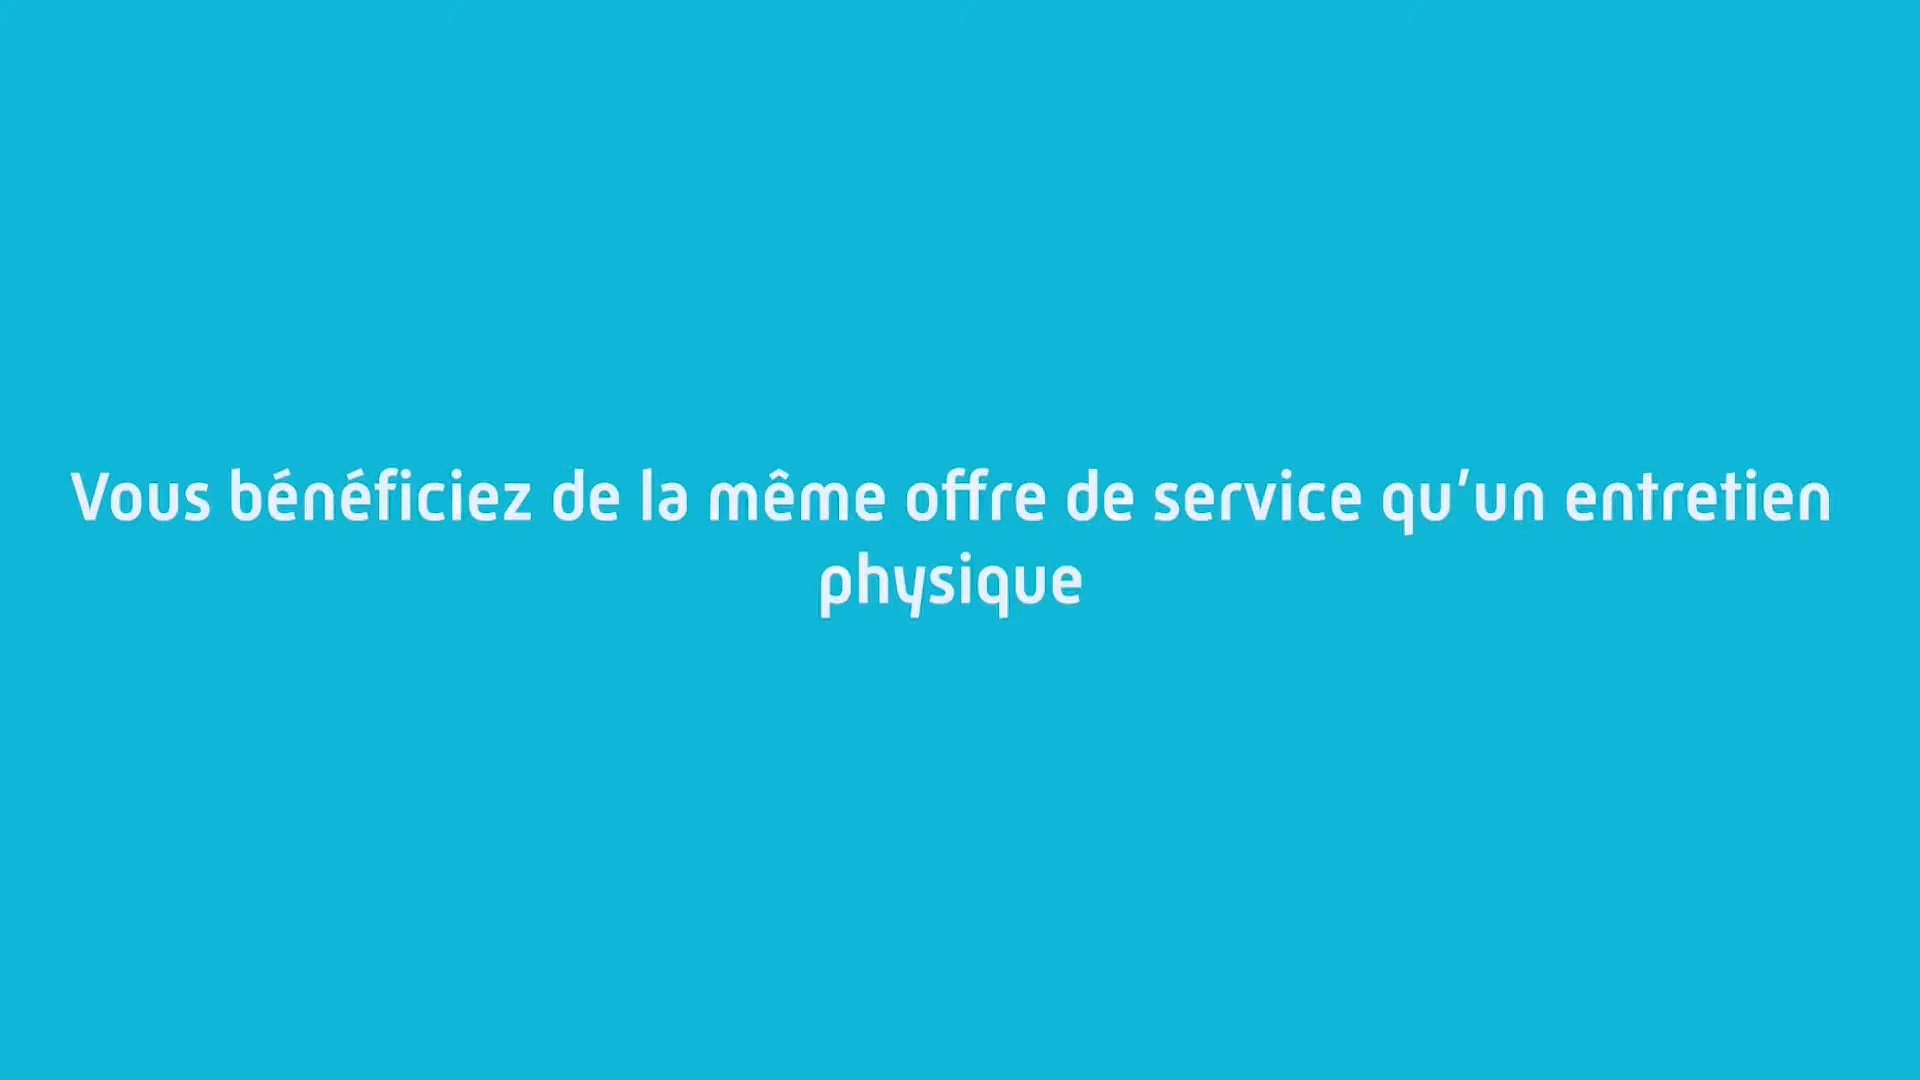 Vous bénéficiez de la même offre de service qu’un entretien
physique